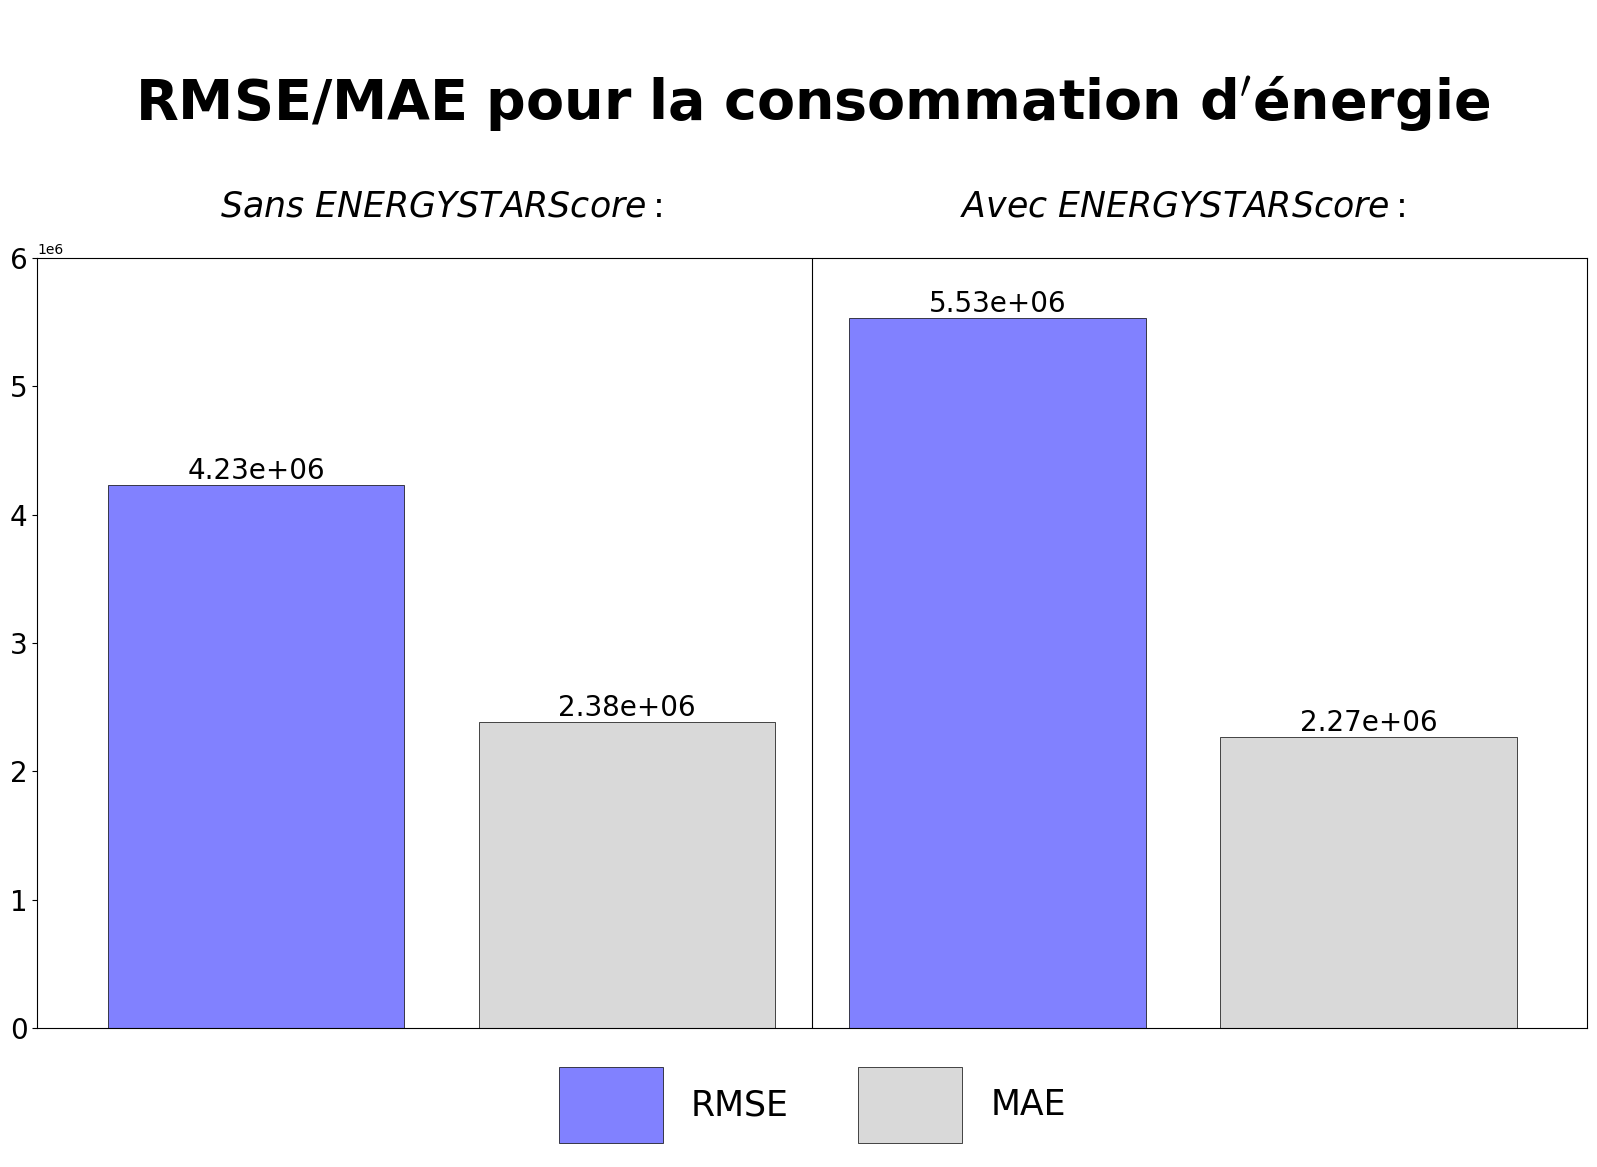 RMSE/MAE pour la consommation d′énergie
Sans ENERGYSTARScore :
Avec ENERGYSTARScore :
1e6
6
5
4
3
2
1
0
4.23e+06
2.38e+06
5.53e+06
2.27e+06
RMSE
MAE